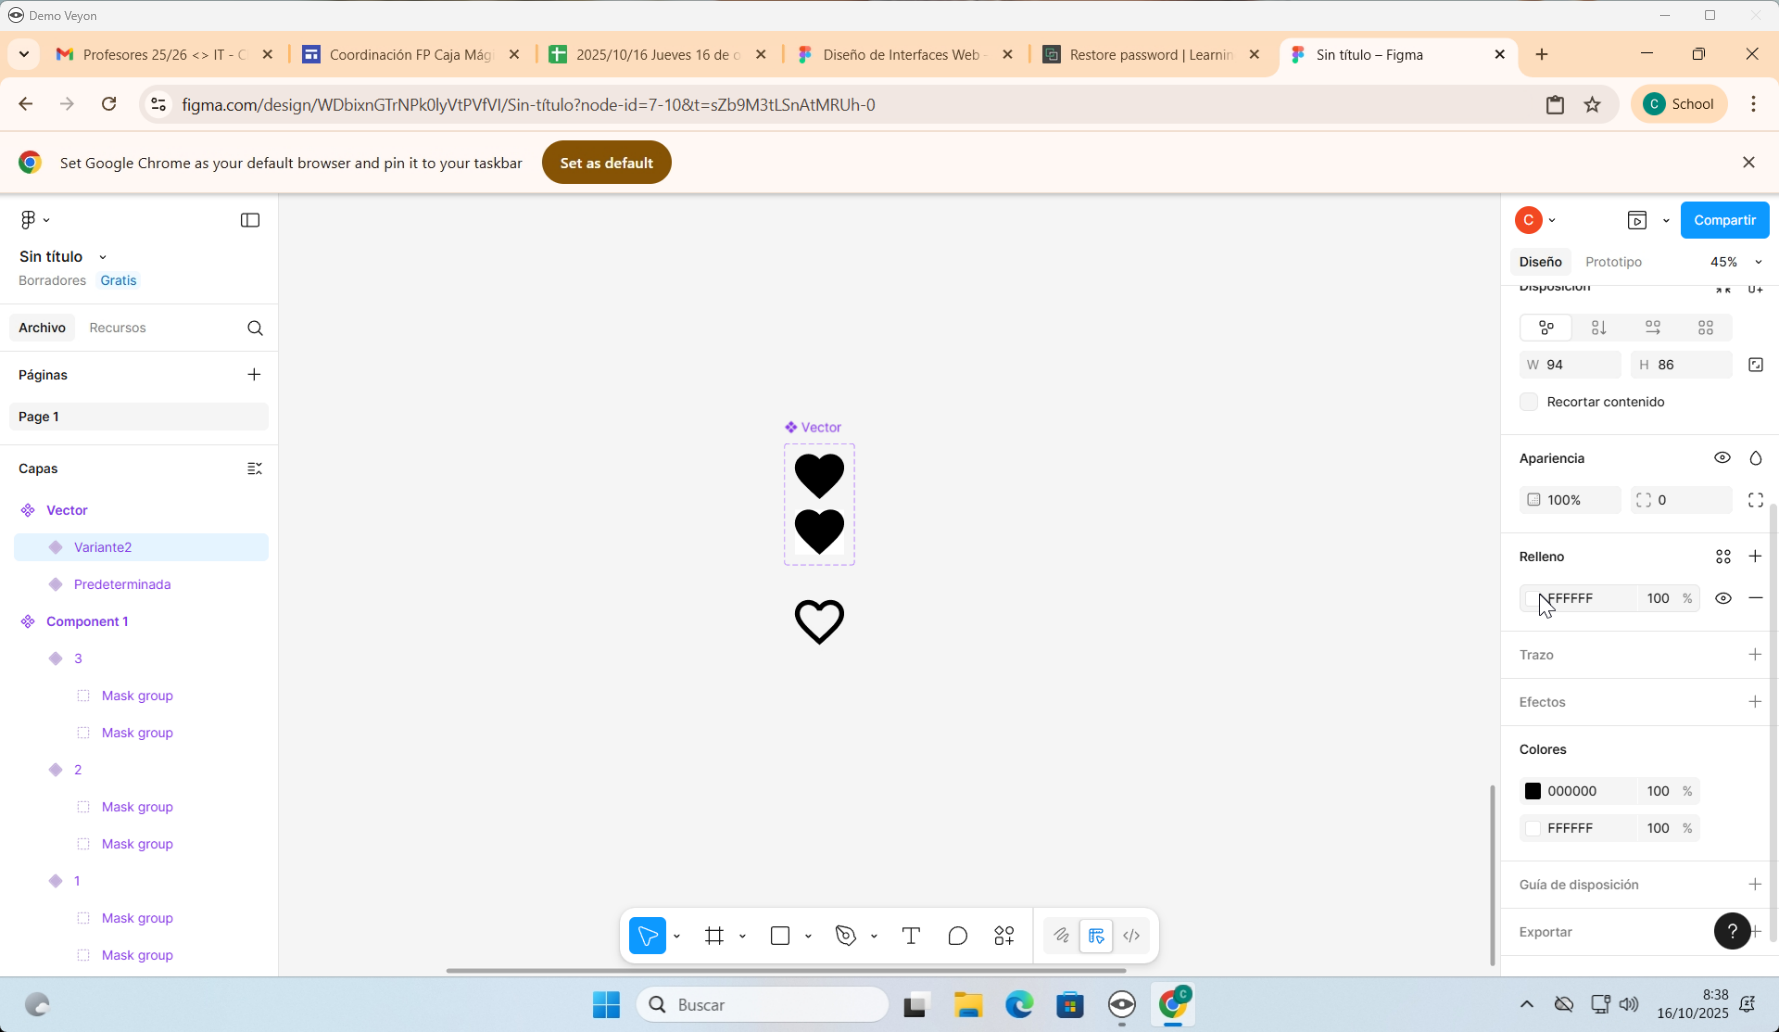 Demo Veyon
Profesores 25/26 <> IT - C
Coordinación FP Caja Mág
2025/10/16 Jueves 16 de o
Diseño de Interfaces Web -
Restore password | Learnin
Sin título – Figma
figma.com/design/WDbixnGTrNPk0lyVtPVfVI/Sin-título?node-id=7-10&t=sZb9M3tLSnAtMRUh-0
C School
Set Google Chrome as your default browser and pin it to your taskbar
Set as default
Sin título
Borradores Gratis
Archivo Recursos
Páginas
Page 1
Capas
Vector
Variante2
Predeterminada
Component 1
3
Mask group
Mask group
2
Mask group
Mask group
1
Mask group
Mask group
Vector
C
Compartir
Diseño Prototipo 45%
Disposición
W 94 H 86
Recortar contenido
Apariencia
100% 0
Relleno
FFFFFF 100 %
Trazo
Efectos
Colores
000000 100 %
FFFFFF 100 %
Guía de disposición
Exportar
?
Buscar
C
8:38
16/10/2025